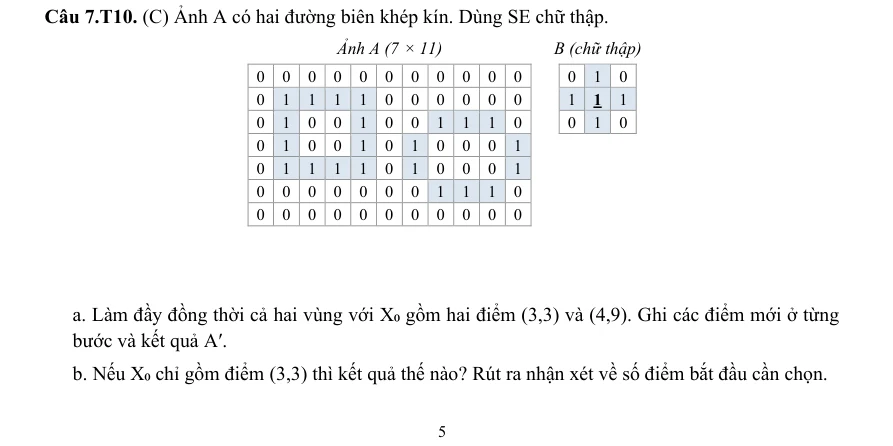 Câu 7.T10. (C) Ảnh A có hai đường biên khép kín. Dùng SE chữ thập.
Ảnh A (7 × 11) B (chữ thập)
0 0 0 0 0 0 0 0 0 0 0 0 1 0
0 1 1 1 1 0 0 0 0 0 0 1 1 1
0 1 0 0 1 0 0 1 1 1 0 0 1 0
0 1 0 0 1 0 1 0 0 0 1
0 1 1 1 1 0 1 0 0 0 1
0 0 0 0 0 0 0 1 1 1 0
0 0 0 0 0 0 0 0 0 0 0
a. Làm đầy đồng thời cả hai vùng với X₀ gồm hai điểm (3,3) và (4,9). Ghi các điểm mới ở từng
bước và kết quả A′.
b. Nếu X₀ chỉ gồm điểm (3,3) thì kết quả thế nào? Rút ra nhận xét về số điểm bắt đầu cần chọn.
5